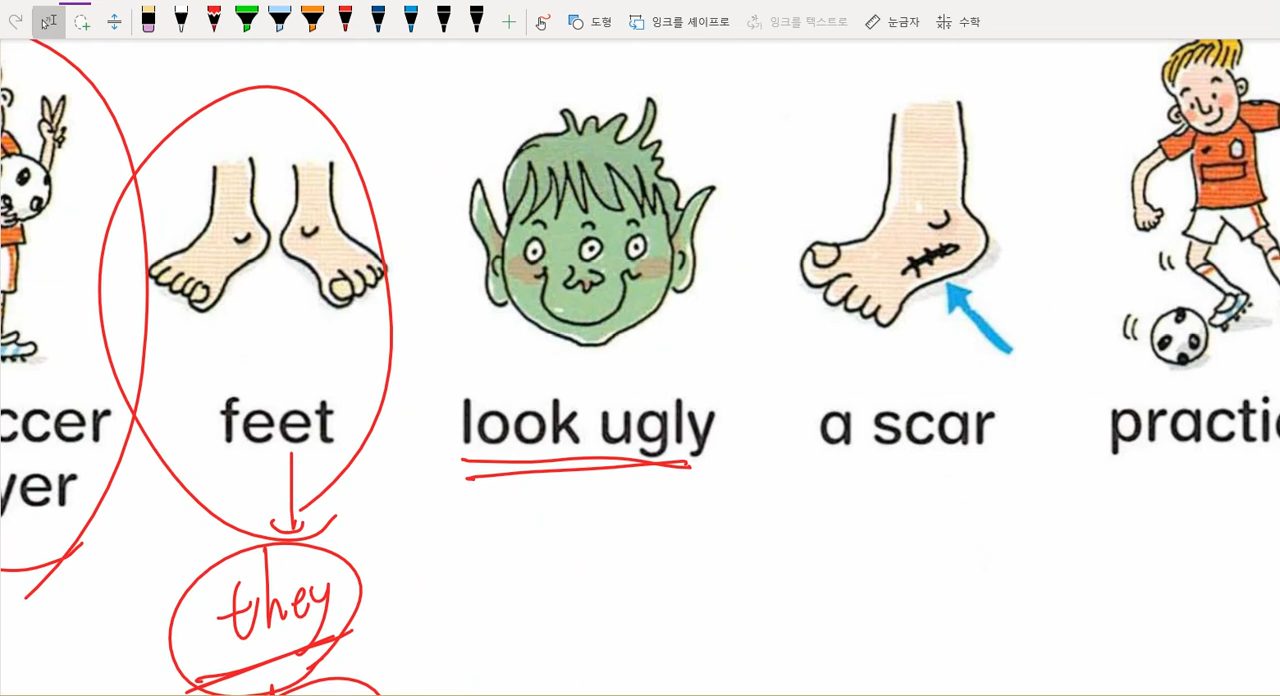 도형
잉크를 셰이프로
잉크를 텍스트로
눈금자
수학
ccer
yer
feet
look ugly
a scar
practic
they